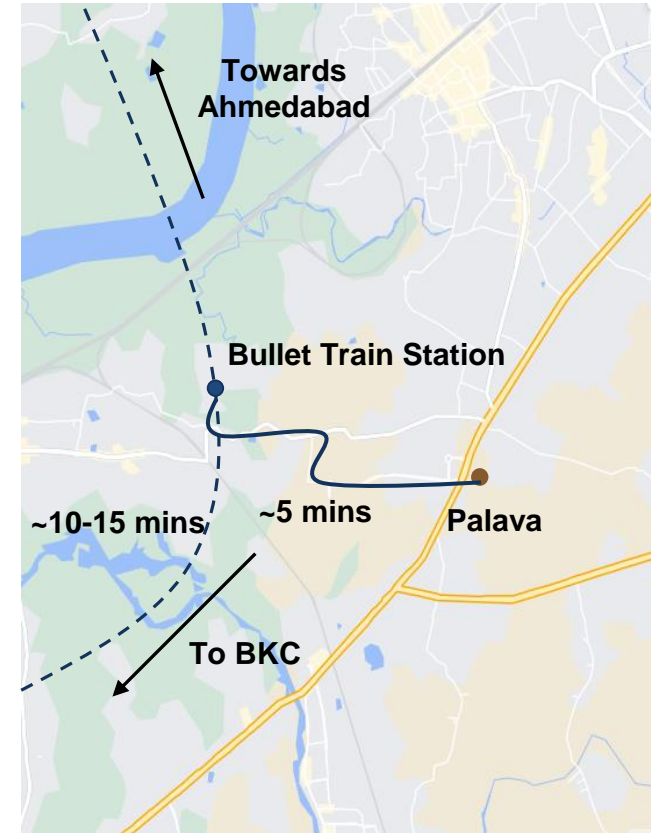 Towards
Ahmedabad
Bullet Train Station
~10-15 mins
~5 mins
Palava
To BKC